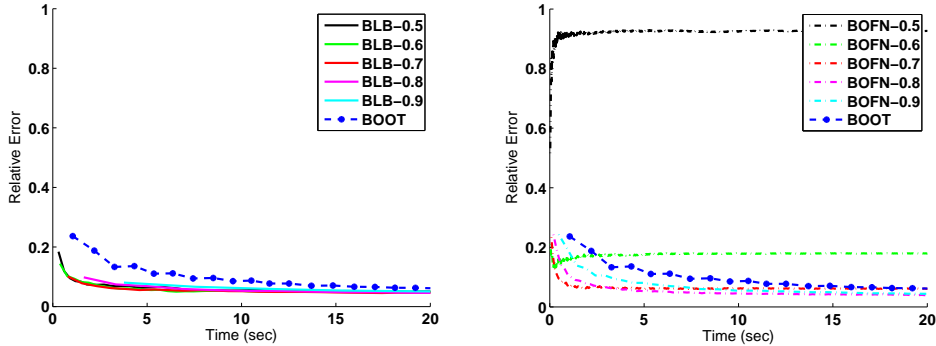 1
0.8
0.6
0.4
0.2
0
0
5
10
15
20
Relative Error
Time (sec)
BLB−0.5
BLB−0.6
BLB−0.7
BLB−0.8
BLB−0.9
BOOT
1
0.8
0.6
0.4
0.2
0
0
5
10
15
20
Relative Error
Time (sec)
BOFN−0.5
BOFN−0.6
BOFN−0.7
BOFN−0.8
BOFN−0.9
BOOT